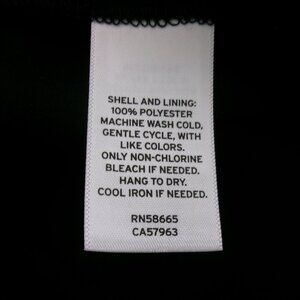 SHELL AND LINING:
100% POLYESTER
MACHINE WASH COLD,
GENTLE CYCLE, WITH
LIKE COLORS.
ONLY NON-CHLORINE
BLEACH IF NEEDED.
HANG TO DRY.
COOL IRON IF NEEDED.
RN58665
CA57963